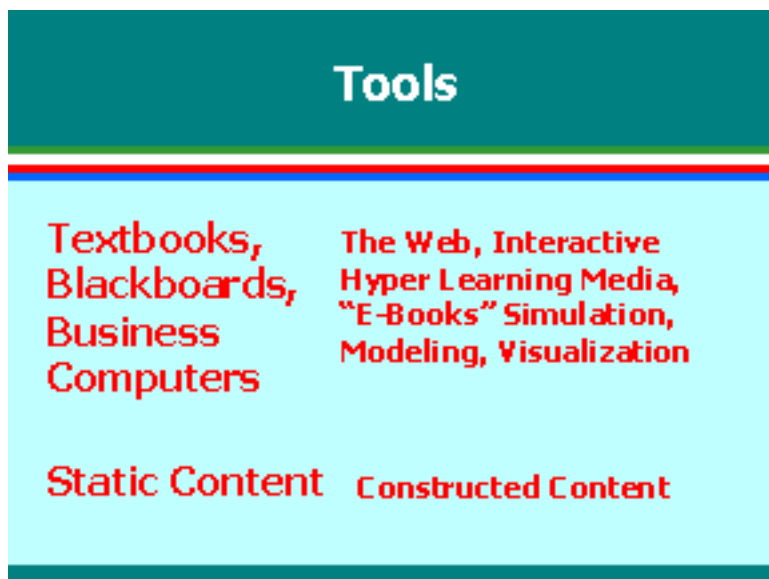 Tools
Textbooks,
Blackboards,
Business
Computers
The Web, Interactive
Hyper Learning Media,
“E-Books” Simulation,
Modeling, Visualization
Static Content
Constructed Content